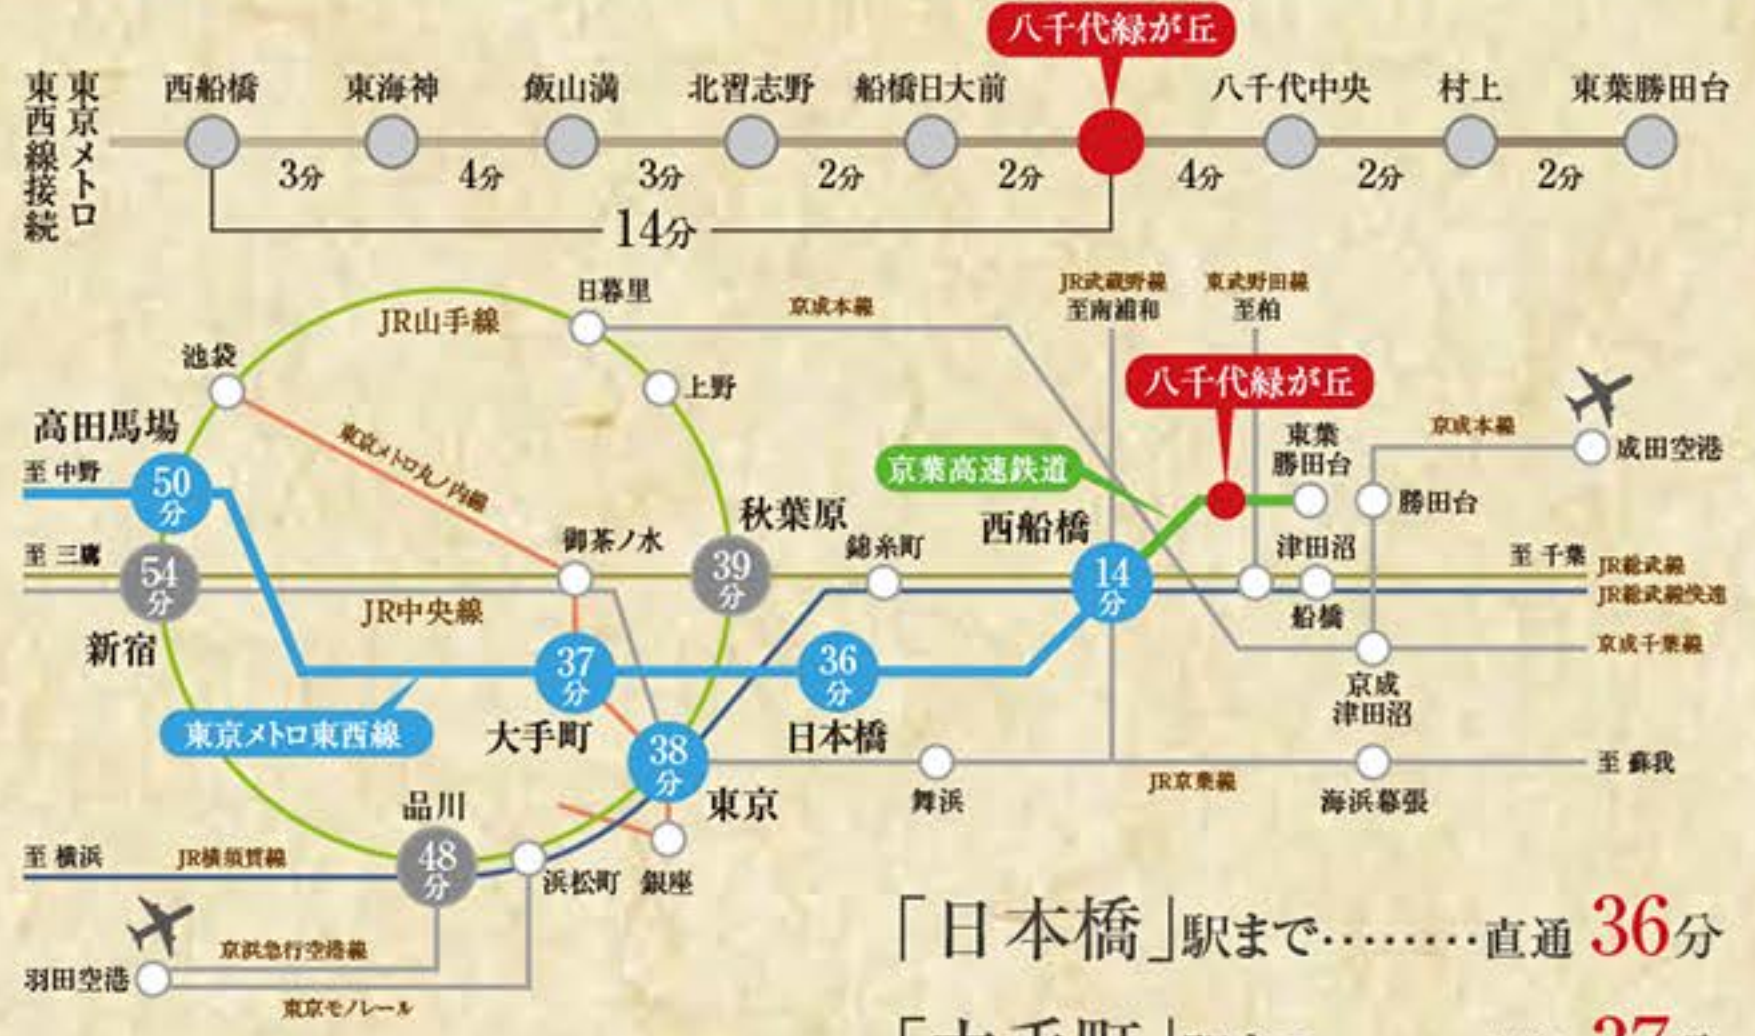 八千代緑が丘
東京メトロ
東西線接続
西船橋
東海神
飯山満
北習志野
船橋日大前
八千代中央
村上
東葉勝田台
3分
4分
3分
2分
2分
4分
2分
2分
14分
日暮里
JR山手線
京成本線
JR武蔵野線
至南浦和
東武野田線
至柏
池袋
上野
八千代緑が丘
高田馬場
至 中野
50
分
東京メトロ丸ノ内線
京葉高速鉄道
東葉
勝田台
京成本線
成田空港
勝田台
秋葉原
39
分
御茶ノ水
錦糸町
西船橋
14
分
津田沼
船橋
至 千葉
JR総武線
JR総武線快速
至 三鷹
54
分
新宿
JR中央線
37
分
大手町
36
分
日本橋
京成千葉線
京成
津田沼
東京メトロ東西線
38
分
東京
舞浜
JR京葉線
海浜幕張
至 蘇我
品川
48
分
至 横浜
JR横須賀線
浜松町
銀座
京浜急行空港線
羽田空港
東京モノレール
「日本橋」駅まで‥‥‥‥直通 36分
「大手町」
37